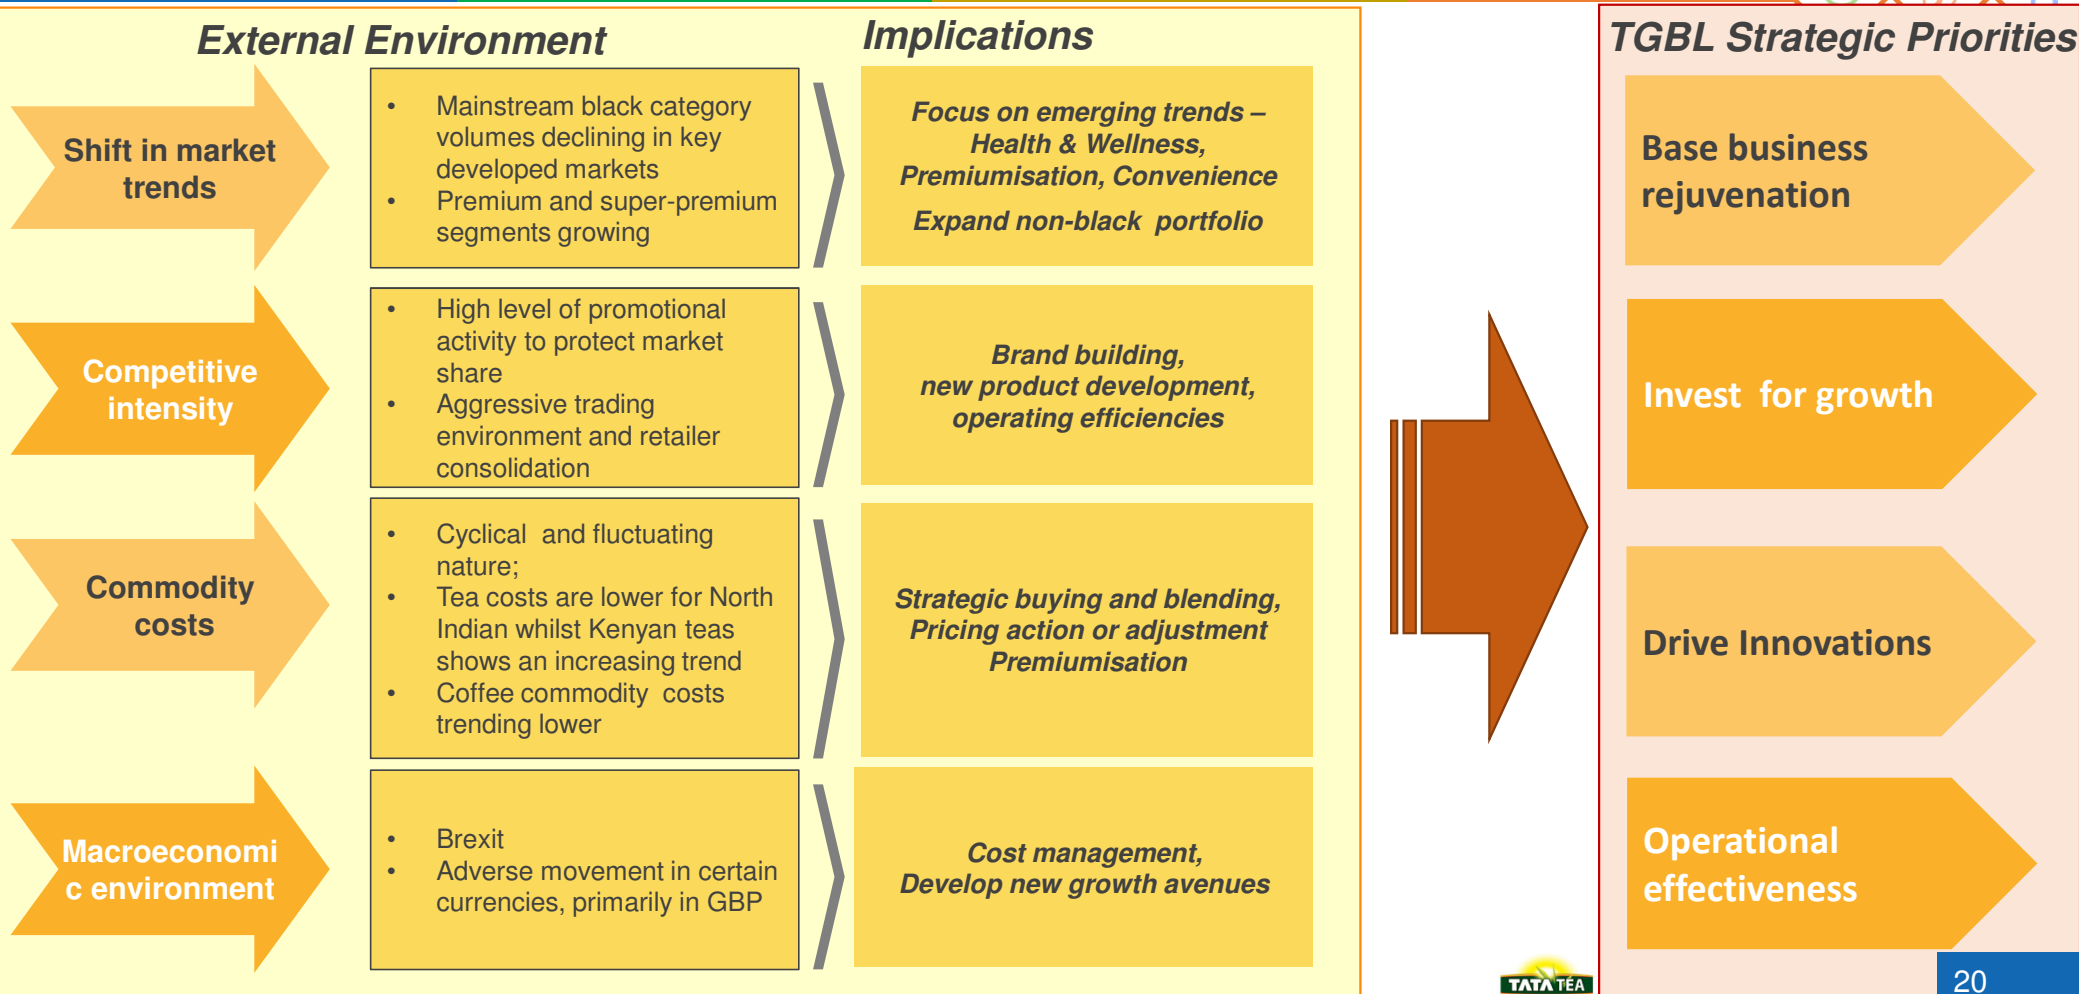 External Environment
Implications
TGBL Strategic Priorities
Shift in market
trends
• Mainstream black category
volumes declining in key
developed markets
• Premium and super-premium
segments growing
Focus on emerging trends –
Health & Wellness,
Premiumisation, Convenience
Expand non-black portfolio
Base business
rejuvenation
Competitive
intensity
• High level of promotional
activity to protect market
share
• Aggressive trading
environment and retailer
consolidation
Brand building,
new product development,
operating efficiencies
Invest for growth
Commodity
costs
• Cyclical and fluctuating
nature;
• Tea costs are lower for North
Indian whilst Kenyan teas
shows an increasing trend
• Coffee commodity costs
trending lower
Strategic buying and blending,
Pricing action or adjustment
Premiumisation
Drive Innovations
Macroeconomi
c environment
• Brexit
• Adverse movement in certain
currencies, primarily in GBP
Cost management,
Develop new growth avenues
Operational
effectiveness
TATA TEA
20